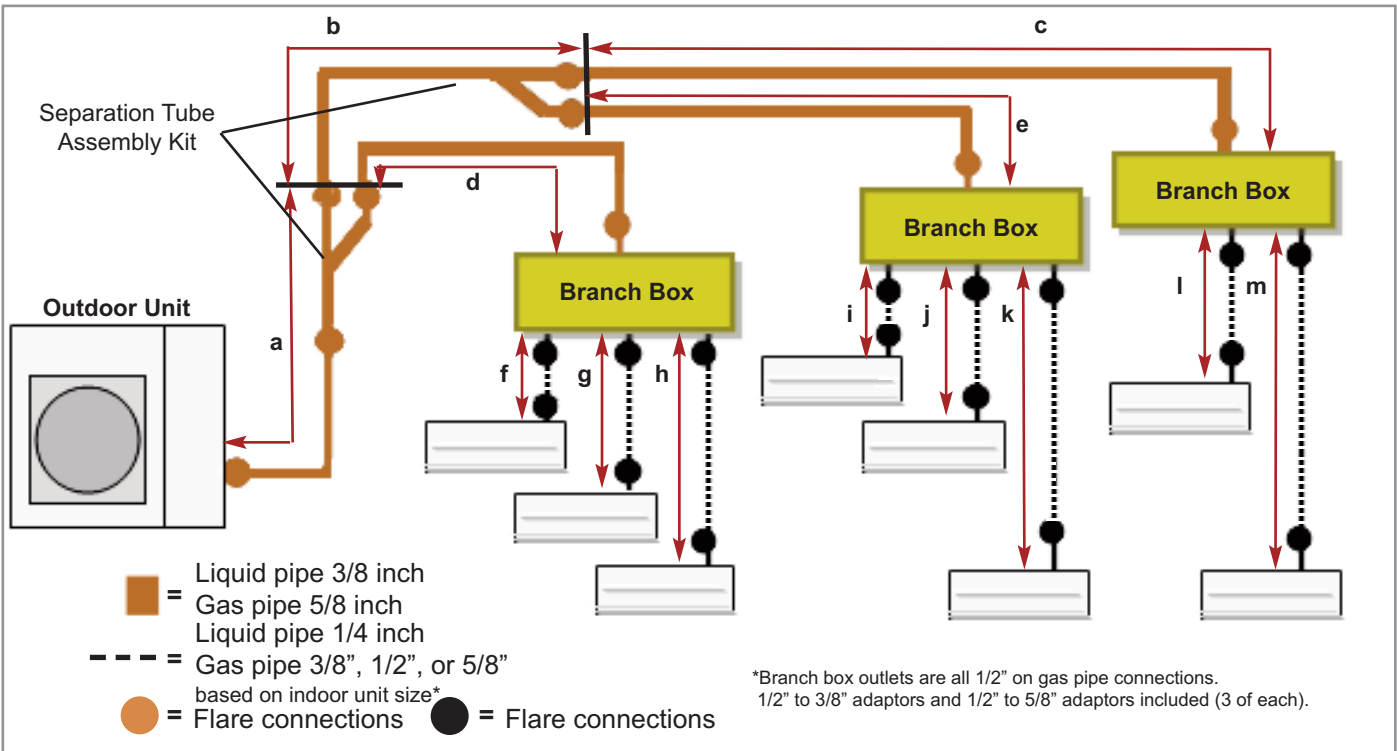 b
c
Separation Tube
Assembly Kit
e
d
Branch Box
Branch Box
Branch Box
Outdoor Unit
a
f
g
h
i
j
k
l
m
= Liquid pipe 3/8 inch
Gas pipe 5/8 inch
Liquid pipe 1/4 inch
= Gas pipe 3/8”, 1/2”, or 5/8”
based on indoor unit size*
= Flare connections
= Flare connections
*Branch box outlets are all 1/2” on gas pipe connections.
1/2” to 3/8” adaptors and 1/2” to 5/8” adaptors included (3 of each).